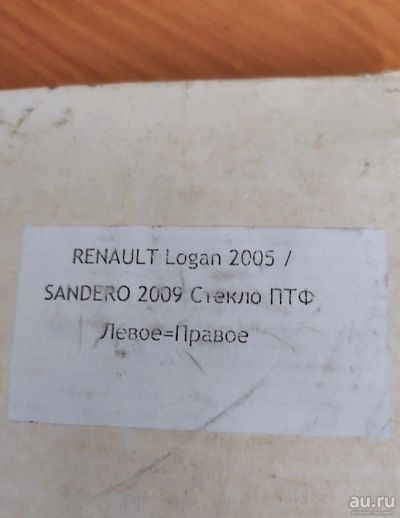 RENAULT Logan 2005 /
SANDERO 2009 Стекло ПТФ
Левое=Правое
au.ru